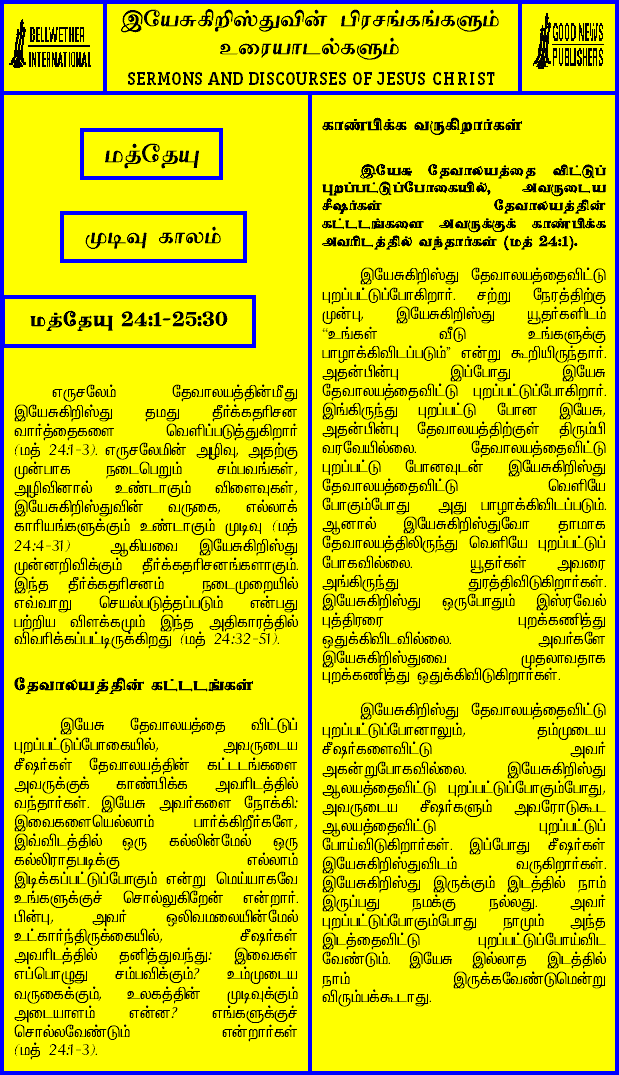 BELLWETHER
INTERNATIONAL
இயேசுகிறிஸ்துவின் பிரசங்கங்களும்
உரையாடல்களும்
SERMONS AND DISCOURSES OF JESUS CHRIST
GOOD NEWS
PUBLISHERS
மத்தேயு
முடிவு காலம்
மத்தேயு 24:1-25:30
எருசலேம் தேவாலயத்தின்மீது
இயேசுகிறிஸ்து தமது தீர்க்கதரிசன
வார்த்தைகளை வெளிப்படுத்துகிறார்
(மத் 24:1-3). எருசலேமின் அழிவு, அதற்கு
முன்பாக நடைபெறும் சம்பவங்கள்,
அழிவினால் உண்டாகும் விளைவுகள்,
இயேசுகிறிஸ்துவின் வருகை, எல்லாக்
காரியங்களுக்கும் உண்டாகும் முடிவு (மத்
24:4-31) ஆகியவை இயேசுகிறிஸ்து
முன்னறிவிக்கும் தீர்க்கதரிசனங்களாகும்.
இந்த தீர்க்கதரிசனம் நடைமுறையில்
எவ்வாறு செயல்படுத்தப்படும் என்பது
பற்றிய விளக்கமும் இந்த அதிகாரத்தில்
விவரிக்கப்பட்டிருக்கிறது (மத் 24:32-51).
தேவாலயத்தின் கட்டடங்கள்
இயேசு தேவாலயத்தை விட்டுப்
புறப்பட்டுப்போகையில், அவருடைய
சீஷர்கள் தேவாலயத்தின் கட்டடங்களை
அவருக்குக் காண்பிக்க அவரிடத்தில்
வந்தார்கள். இயேசு அவர்களை நோக்கி:
இவைகளையெல்லாம் பார்க்கிறீர்களே,
இவ்விடத்தில் ஒரு கல்லின்மேல் ஒரு
கல்லிராதபடிக்கு எல்லாம்
இடிக்கப்பட்டுப்போகும் என்று மெய்யாகவே
உங்களுக்குச் சொல்லுகிறேன் என்றார்.
பின்பு, அவர் ஒலிவமலையின்மேல்
உட்கார்ந்திருக்கையில், சீஷர்கள்
அவரிடத்தில் தனித்துவந்து: இவைகள்
எப்பொழுது சம்பவிக்கும்? உம்முடைய
வருகைக்கும், உலகத்தின் முடிவுக்கும்
அடையாளம் என்ன? எங்களுக்குச்
சொல்லவேண்டும் என்றார்கள்
(மத் 24:1-3).
காண்பிக்க வருகிறார்கள்
இயேசு தேவாலயத்தை விட்டுப்
புறப்பட்டுப்போகையில், அவருடைய
சீஷர்கள் தேவாலயத்தின்
கட்டடங்களை அவருக்குக் காண்பிக்க
அவரிடத்தில் வந்தார்கள் (மத் 24:1).
இயேசுகிறிஸ்து தேவாலயத்தைவிட்டு
புறப்பட்டுப்போகிறார். சற்று நேரத்திற்கு
முன்பு, இயேசுகிறிஸ்து யூதர்களிடம்
“உங்கள் வீடு உங்களுக்கு
பாழாக்கிவிடப்படும்” என்று கூறியிருந்தார்.
அதன்பின்பு இப்போது இயேசு
தேவாலயத்தைவிட்டு புறப்பட்டுப்போகிறார்.
இங்கிருந்து புறப்பட்டு போன இயேசு,
அதன்பின்பு தேவாலயத்திற்குள் திரும்பி
வரவேயில்லை. தேவாலயத்தைவிட்டு
புறப்பட்டு போனவுடன் இயேசுகிறிஸ்து
தேவாலயத்தைவிட்டு வெளியே
போகும்போது அது பாழாக்கிவிடப்படும்.
ஆனால் இயேசுகிறிஸ்துவோ தாமாக
தேவாலயத்திலிருந்து வெளியே புறப்பட்டுப்
போகவில்லை. யூதர்கள் அவரை
அங்கிருந்து துரத்திவிடுகிறார்கள்.
இயேசுகிறிஸ்து ஒருபோதும் இஸ்ரவேல்
புத்திரரை புறக்கணித்து
ஒதுக்கிவிடவில்லை. அவர்களே
இயேசுகிறிஸ்துவை முதலாவதாக
புறக்கணித்து ஒதுக்கிவிடுகிறார்கள்.
இயேசுகிறிஸ்து தேவாலயத்தைவிட்டு
புறப்பட்டுப்போனாலும், தம்முடைய
சீஷர்களைவிட்டு அவர்
அகன்றுபோகவில்லை. இயேசுகிறிஸ்து
ஆலயத்தைவிட்டு புறப்பட்டுப்போகும்போது,
அவருடைய சீஷர்களும் அவரோடுகூட
ஆலயத்தைவிட்டு புறப்பட்டுப்
போய்விடுகிறார்கள். இப்போது சீஷர்கள்
இயேசுகிறிஸ்துவிடம் வருகிறார்கள்.
இயேசுகிறிஸ்து இருக்கும் இடத்தில் நாம்
இருப்பது நமக்கு நல்லது. அவர்
புறப்பட்டுப்போகும்போது நாமும் அந்த
இடத்தைவிட்டு புறப்பட்டுப்போய்விட
வேண்டும். இயேசு இல்லாத இடத்தில்
நாம் இருக்கவேண்டுமென்று
விரும்பக்கூடாது.